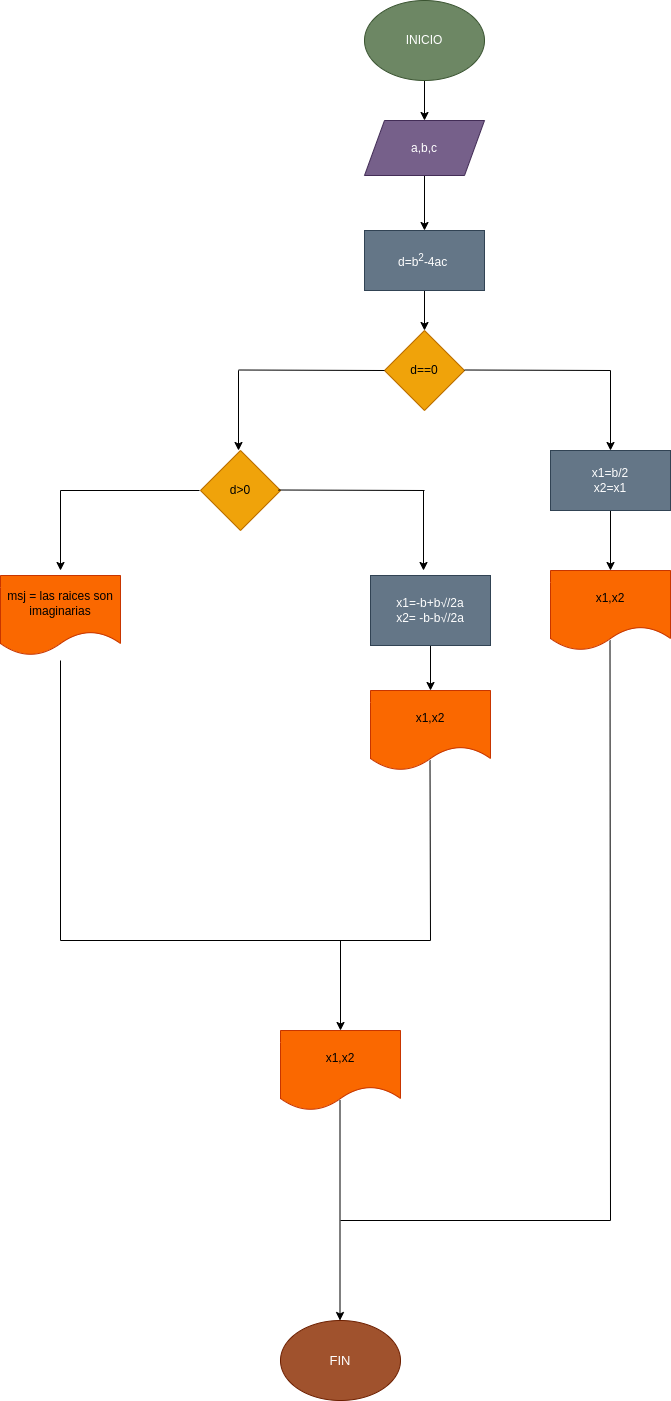 INICIO
a,b,c
d=b²-4ac
d==0
d>0
x1=b/2
x2=x1
msj = las raices son
imaginarias
x1=-b+b√//2a
x2= -b-b√//2a
x1,x2
x1,x2
x1,x2
FIN